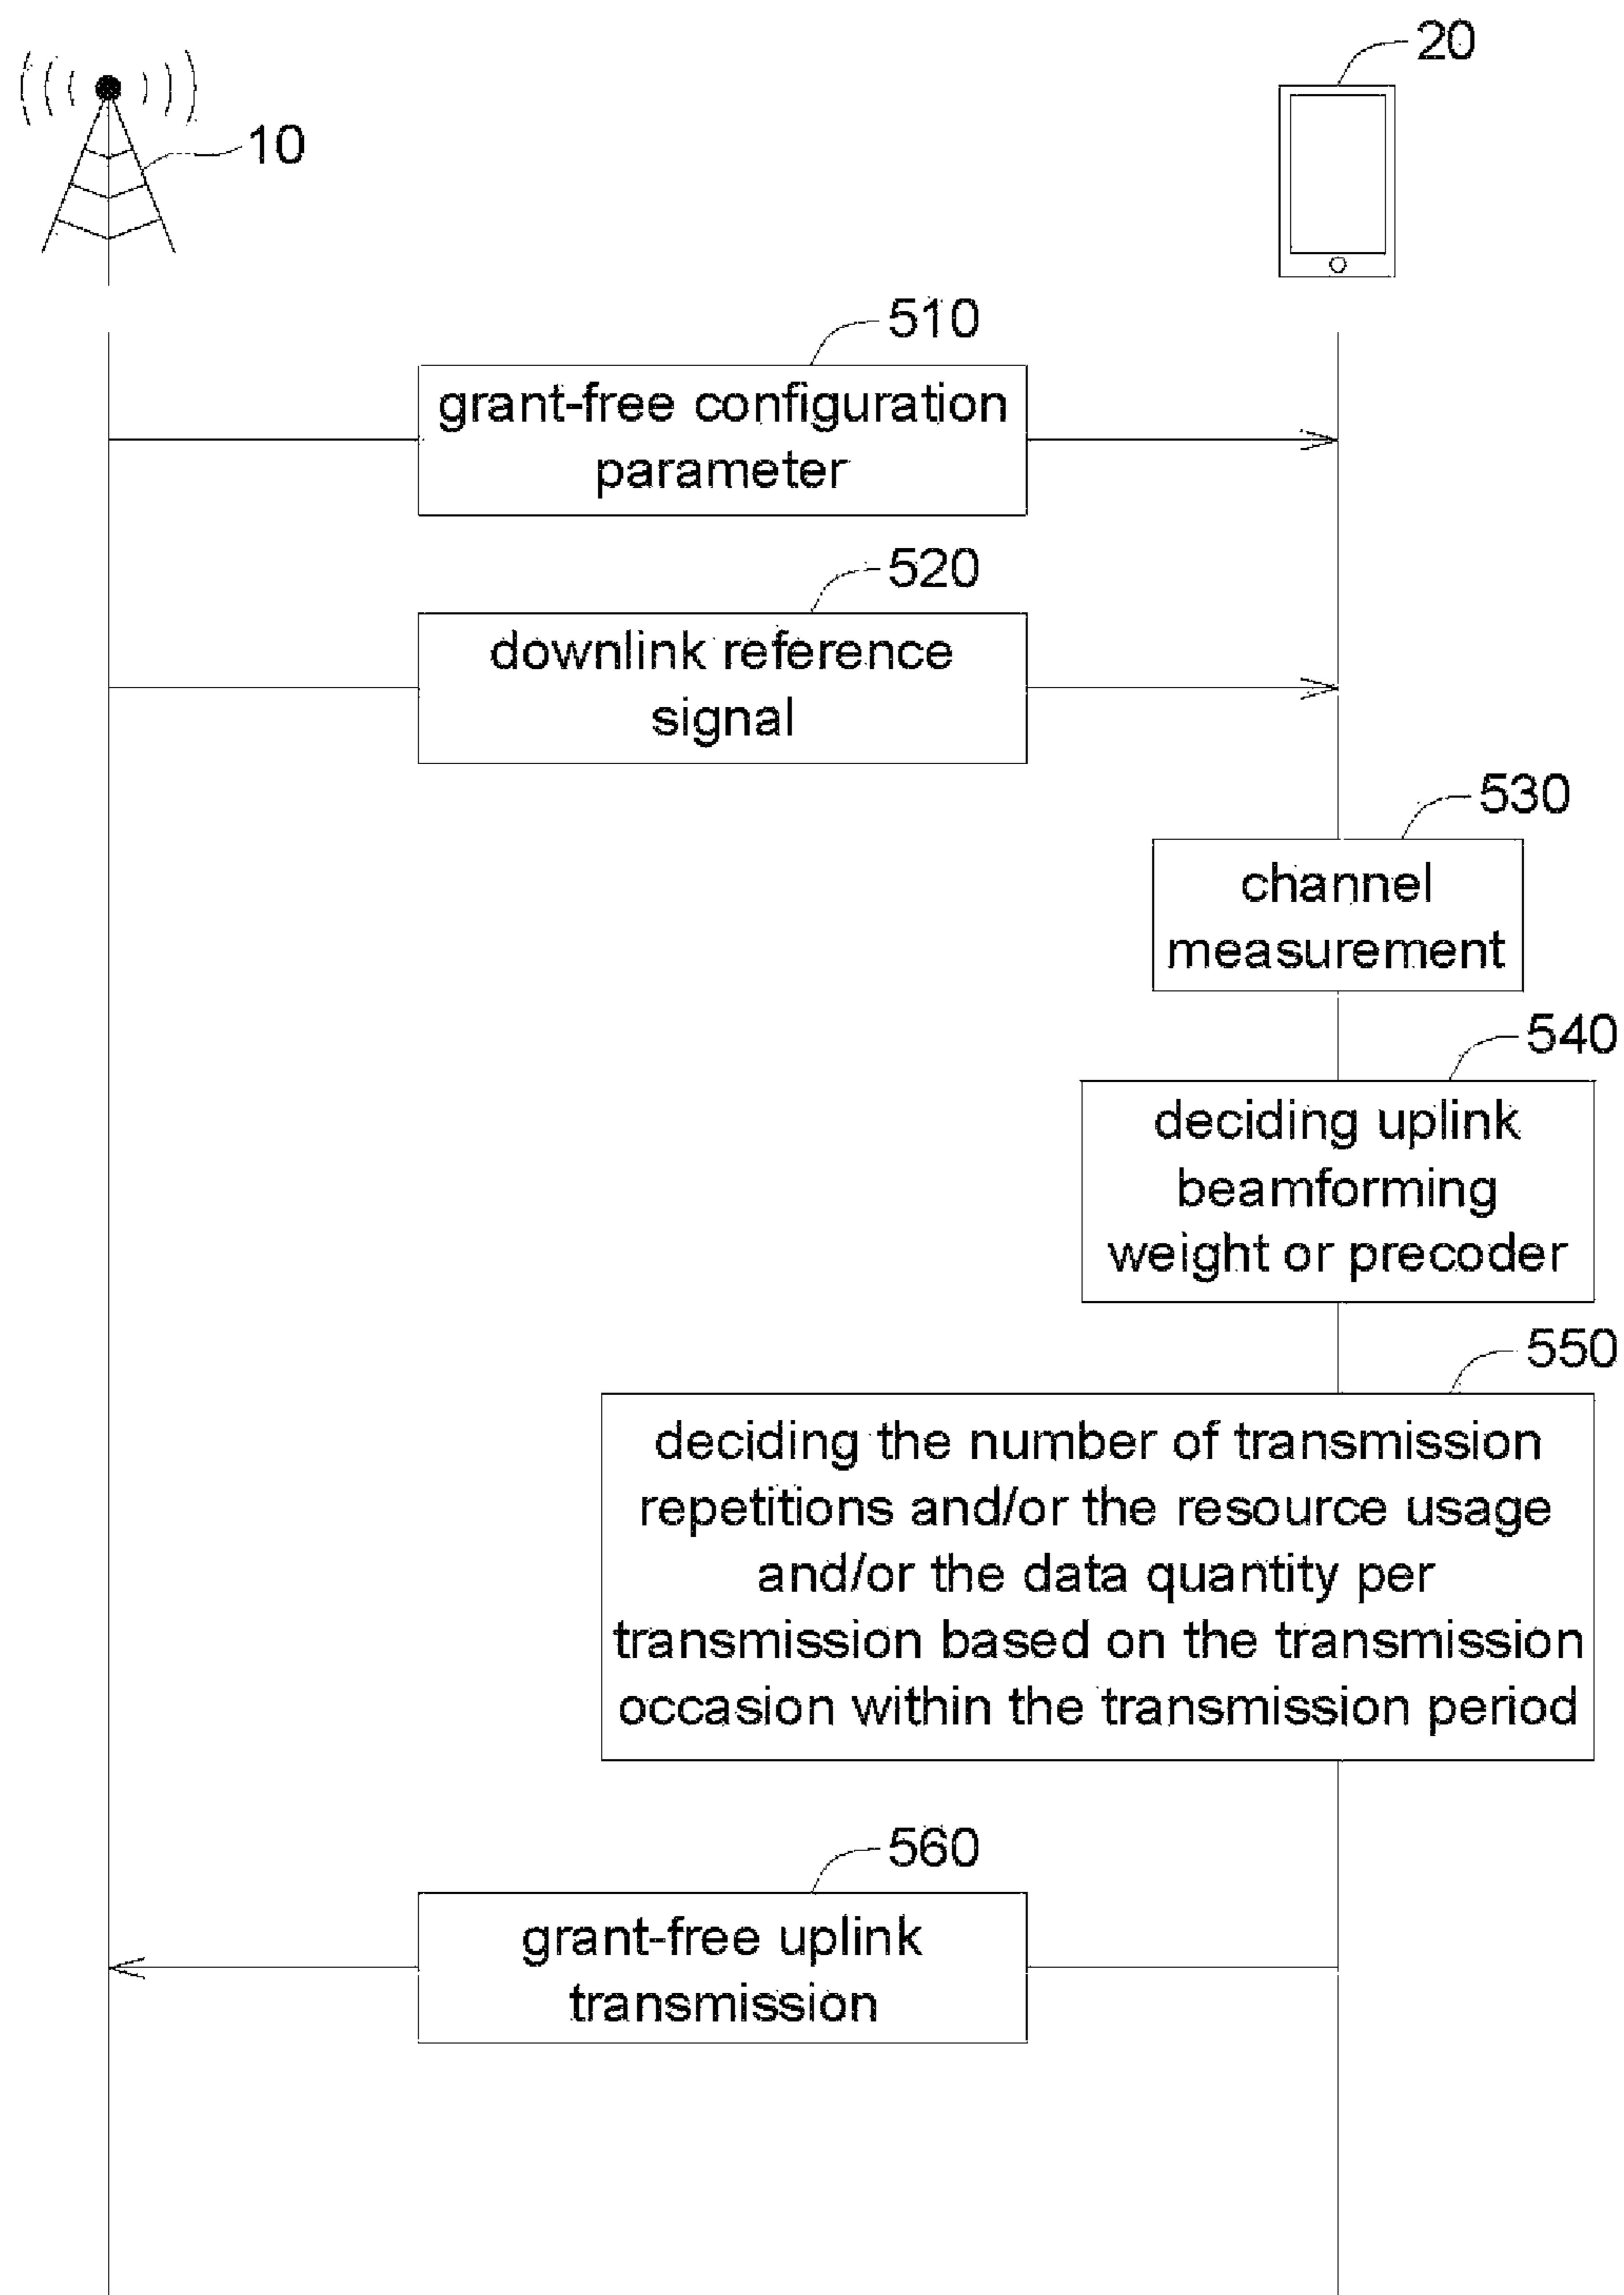 20
10
510
grant-free configuration
parameter
520
downlink reference
signal
530
channel
measurement
540
deciding uplink
beamforming
weight or precoder
550
deciding the number of transmission
repetitions and/or the resource usage
and/or the data quantity per
transmission based on the transmission
occasion within the transmission period
560
grant-free uplink
transmission